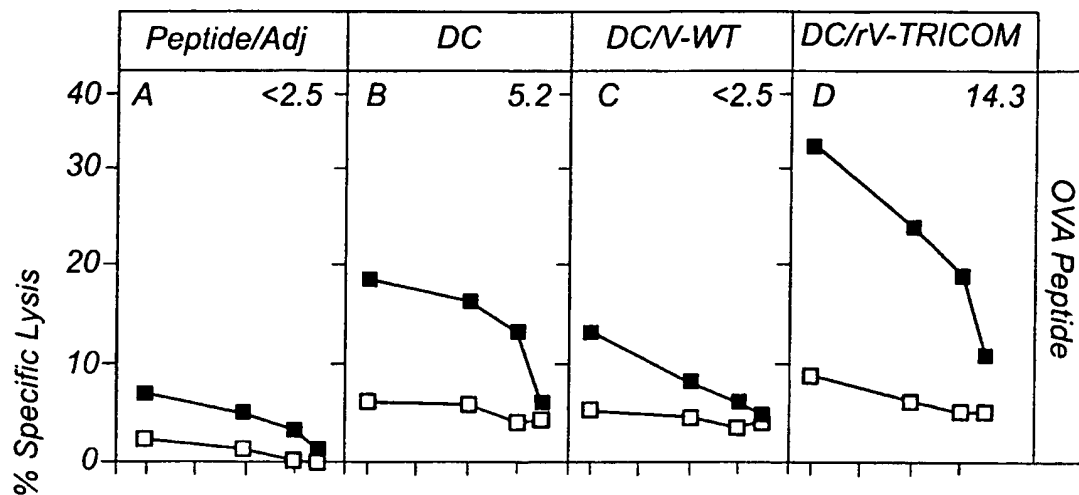 Peptide/Adj
DC
DC/V-WT
DC/rV-TRICOM
40
A
<2.5
B
5.2
C
<2.5
D
14.3
30
20
10
0
% Specific Lysis
OVA Peptide